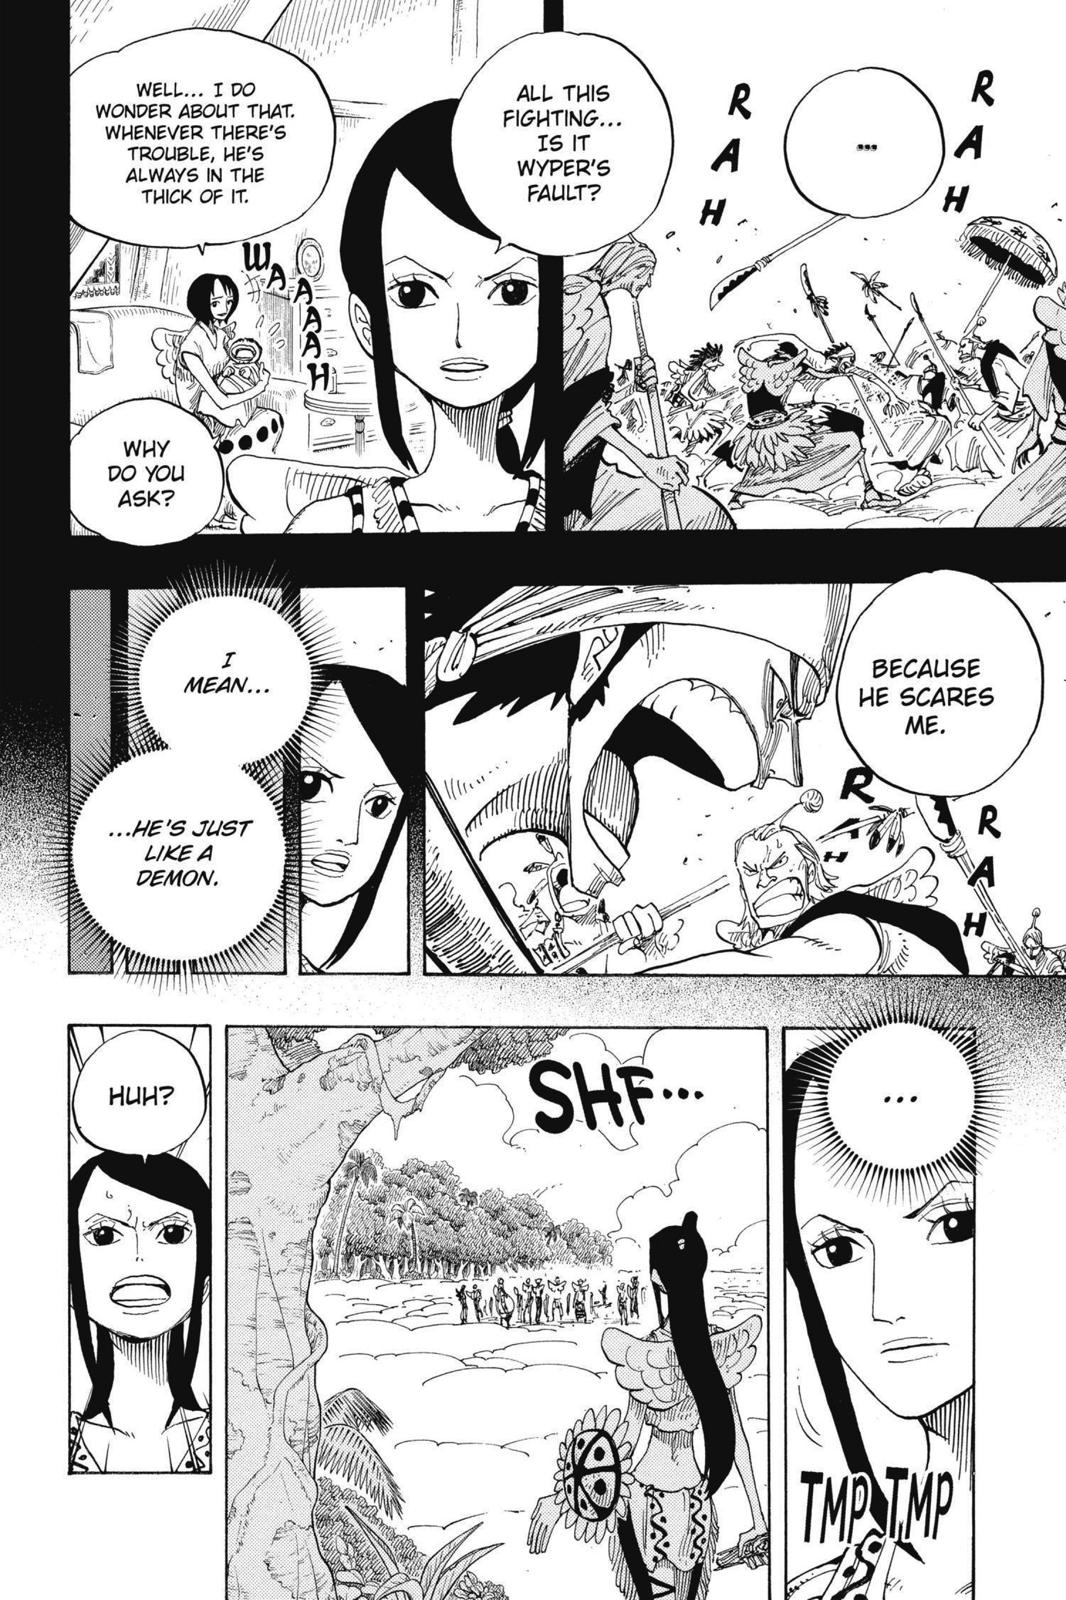 RAH
RAH
...
ALL THIS
FIGHTING...
IS IT
WYPER'S
FAULT?
WELL... I DO
WONDER ABOUT THAT.
WHENEVER THERE'S
TROUBLE, HE'S
ALWAYS IN THE
THICK OF IT.
WAAAAAH
WHY
DO YOU
ASK?
BECAUSE
HE SCARES
ME.
RAH
RAH
I
MEAN...
...HE'S JUST
LIKE A
DEMON.
...
TMP TMP
SHF...
HUH?